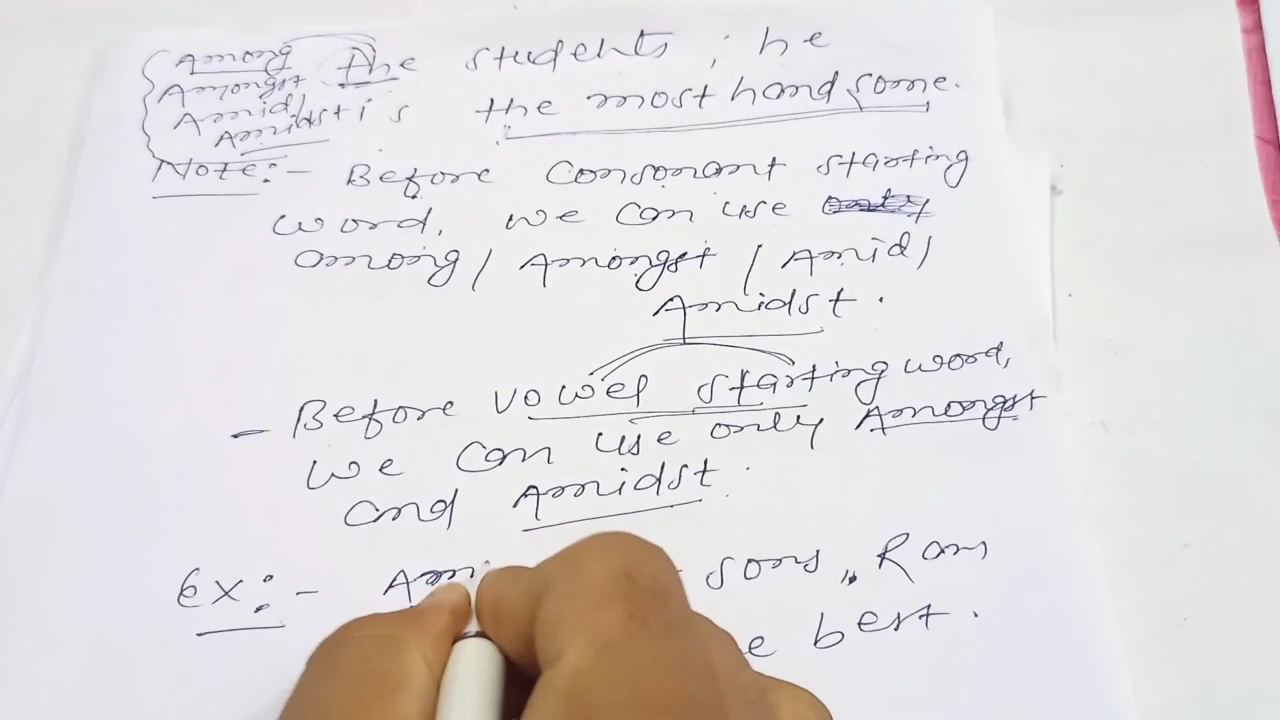 Among the students, he
Amongst
Amid/
Amidst is the most handsome.
Note:- Before consonant starting
word, we can use
among/ Amongst / Amid/
Amidst.
- Before vowel starting word,
we can use only Amongst
and Amidst.
Ex:- Ami sons, Ram
e best.